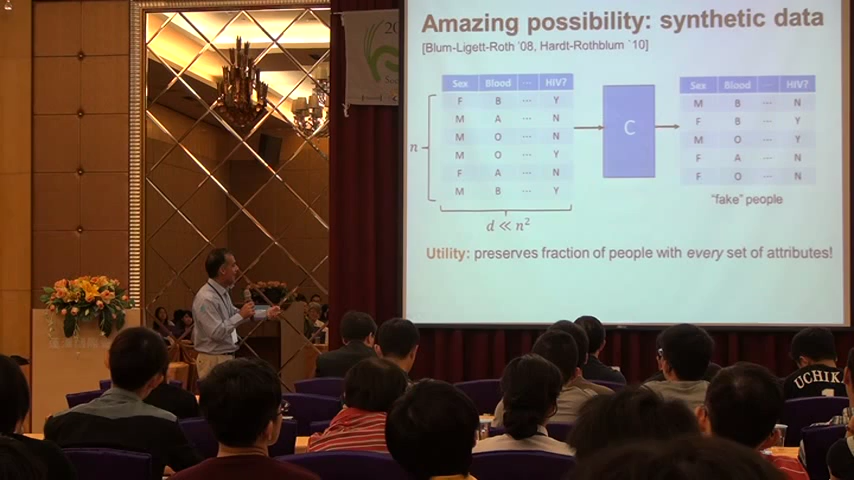 Amazing possibility: synthetic data
[Blum-Ligett-Roth '08, Hardt-Rothblum `10]
Sex Blood ... HIV?
F B ... Y
M A ... N
M O ... N
M O ... Y
F A ... N
M B ... Y
n
d ≪ n²
C
Sex Blood ... HIV?
M B ... N
F B ... Y
M O ... Y
F A ... N
F O ... N
"fake" people
Utility: preserves fraction of people with every set of attributes!
20
UCHIK